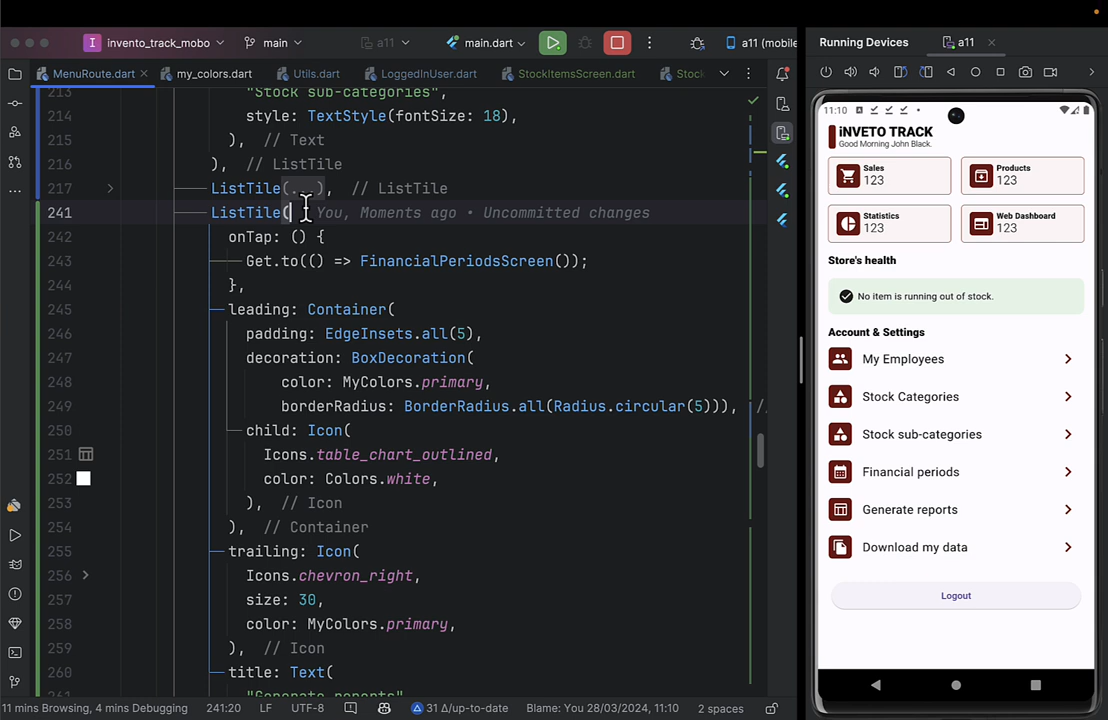 invento_track_mobo
main
a11
main.dart
a11 (mobile
Running Devices
a11
MenuRoute.dart
my_colors.dart
Utils.dart
LoggedInUser.dart
StockItemsScreen.dart
Stock
213 "Stock sub-categories",
214 style: TextStyle(fontSize: 18),
215 ), // Text
216 ), // ListTile
217 ListTile(...), // ListTile
241 ListTile( You, Moments ago • Uncommitted changes
242 onTap: () {
243 Get.to(() => FinancialPeriodsScreen());
244 },
245 leading: Container(
246 padding: EdgeInsets.all(5),
247 decoration: BoxDecoration(
248 color: MyColors.primary,
249 borderRadius: BorderRadius.all(Radius.circular(5))), //
250 child: Icon(
251 Icons.table_chart_outlined,
252 color: Colors.white,
253 ), // Icon
254 ), // Container
255 trailing: Icon(
256 Icons.chevron_right,
257 size: 30,
258 color: MyColors.primary,
259 ), // Icon
260 title: Text(
261 "Generate reports"
11 mins Browsing, 4 mins Debugging
241:20
LF
UTF-8
31 Δ/up-to-date
Blame: You 28/03/2024, 11:10
2 spaces
11:10
iNVETO TRACK
Good Morning John Black.
Sales
123
Products
123
Statistics
123
Web Dashboard
123
Store's health
No item is running out of stock.
Account & Settings
My Employees
Stock Categories
Stock sub-categories
Financial periods
Generate reports
Download my data
Logout